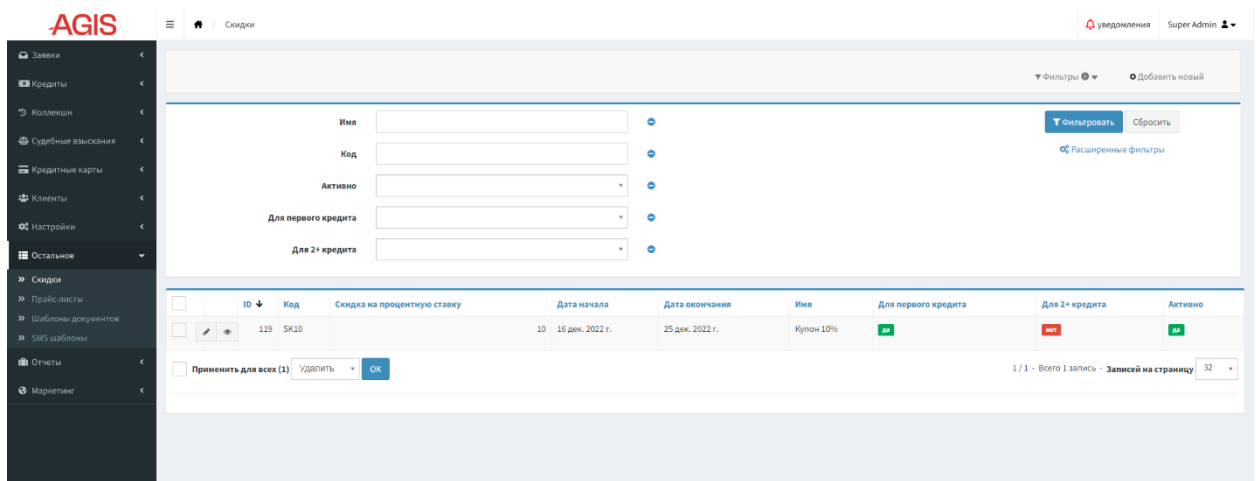 AGIS
Скидки
уведомления
Super Admin
Заявки
Кредиты
Коллекшн
Судебные взыскания
Кредитные карты
Клиенты
Настройки
Остальное
Скидки
Прайс-листы
Шаблоны документов
SMS шаблоны
Отчеты
Маркетинг
Фильтры
Добавить новый
Имя
Код
Активно
Для первого кредита
Для 2+ кредита
Фильтровать
Сбросить
Расширенные фильтры
ID Код Скидка на процентную ставку Дата начала Дата окончания Имя Для первого кредита Для 2+ кредита Активно
119 SK10 10 16 дек. 2022 г. 25 дек. 2022 г. Купон 10% да нет да
Применить для всех (1) Удалить OK 1 / 1 - Всего 1 запись - Записей на страницу 32